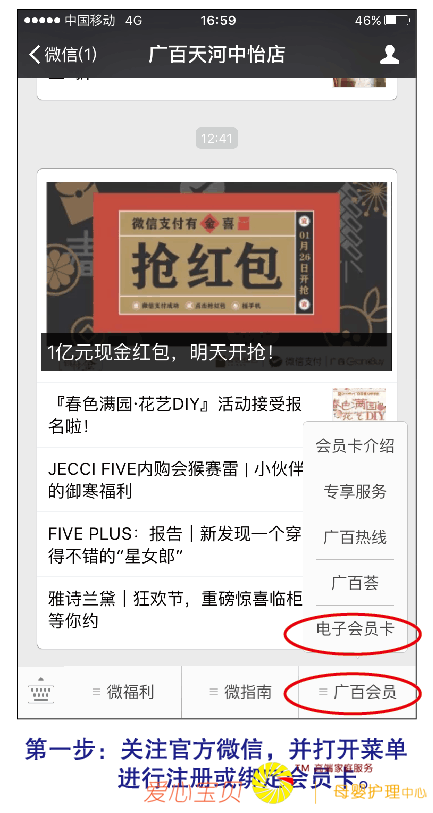 中国移动 4G 16:59 46%
微信(1) 广百天河中怡店
12:41
微信支付有金喜
抢红包
01月26日开抢
微信支付成功 点击领红包 摇手机
1亿元现金红包，明天开抢！
『春色满园·花艺DIY』活动接受报
名啦！
JECCI FIVE内购会猴赛雷 | 小伙伴
的御寒福利
FIVE PLUS：报告｜新发现一个穿
得不错的“星女郎”
雅诗兰黛｜狂欢节，重磅惊喜临柜
等你约
会员卡介绍
专享服务
广百热线
广百荟
电子会员卡
微福利
微指南
广百会员
第一步：关注官方微信，并打开菜单
进行注册或绑定会员卡。
爱心宝贝
TM 高端家庭服务
母婴护理中心